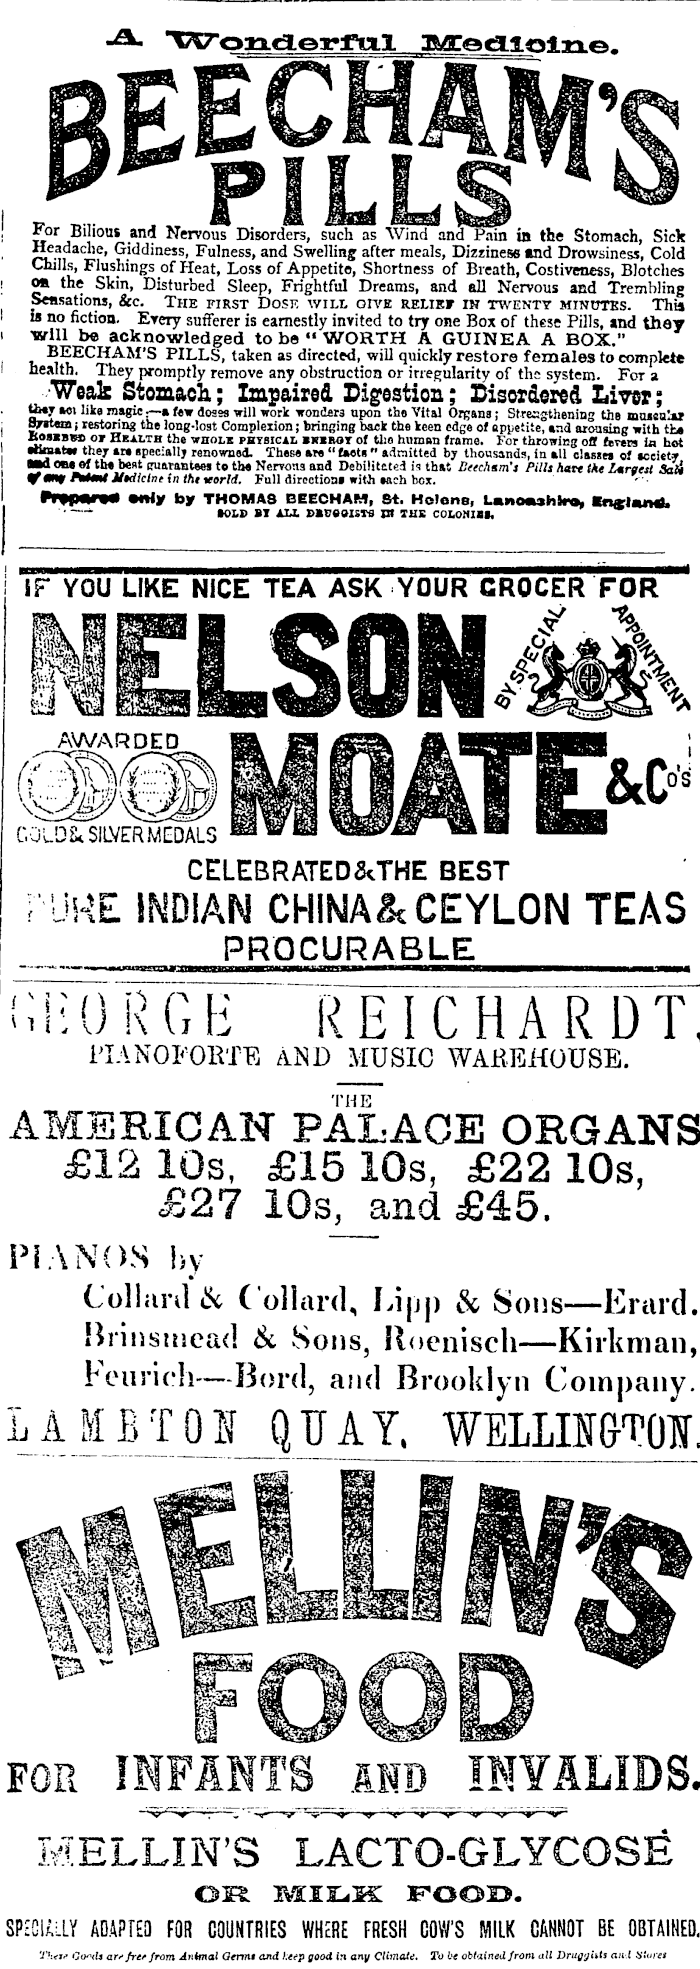 A Wonderful Medicine.
BEECHAM'S
PILLS
For Bilious and Nervous Disorders, such as Wind and Pain in the Stomach, Sick
Headache, Giddiness, Fulness, and Swelling after meals, Dizziness and Drowsiness, Cold
Chills, Flushings of Heat, Loss of Appetite, Shortness of Breath, Costiveness, Blotches
on the Skin, Disturbed Sleep, Frightful Dreams, and all Nervous and Trembling
Sensations, &c. THE FIRST DOSE WILL GIVE RELIEF IN TWENTY MINUTES. This
is no fiction. Every sufferer is earnestly invited to try one Box of these Pills, and they
will be acknowledged to be "WORTH A GUINEA A BOX."
BEECHAM'S PILLS, taken as directed, will quickly restore females to complete
health. They promptly remove any obstruction or irregularity of the system. For a
Weak Stomach; Impaired Digestion; Disordered Liver;
they act like magic:—a few doses will work wonders upon the Vital Organs; Strengthening the muscular
System; restoring the long-lost Complexion; bringing back the keen edge of appetite, and arousing with the
ROSEBUD OF HEALTH the WHOLE PHYSICAL ENERGY of the human frame. For throwing off fevers in hot
climates they are specially renowned. These are "facts" admitted by thousands, in all classes of society,
and one of the best guarantees to the Nervous and Debilitated is that Beecham's Pills have the Largest Sale
of any Patent Medicine in the world. Full directions with each box.
Prepared only by THOMAS BEECHAM, St. Helens, Lancashire, England.
SOLD BY ALL DRUGGISTS IN THE COLONIES.
IF YOU LIKE NICE TEA ASK YOUR GROCER FOR
NELSON
BY SPECIAL APPOINTMENT
AWARDED
GOLD & SILVER MEDALS
MOATE & Co's
CELEBRATED & THE BEST
PURE INDIAN CHINA & CEYLON TEAS
PROCURABLE
GEORGE REICHARDT.
PIANOFORTE AND MUSIC WAREHOUSE.
THE
AMERICAN PALACE ORGANS
£12 10s, £15 10s, £22 10s,
£27 10s, and £45.
PIANOS by
Collard & Collard, Lipp & Sons—Erard.
Brinsmead & Sons, Roenisch—Kirkman,
Feurich—Bord, and Brooklyn Company.
LAMBTON QUAY, WELLINGTON.
MELLIN'S
FOOD
FOR INFANTS AND INVALIDS.
MELLIN'S LACTO-GLYCOSE
OR MILK FOOD.
SPECIALLY ADAPTED FOR COUNTRIES WHERE FRESH COW'S MILK CANNOT BE OBTAINED.
These Goods are free from Animal Germs and keep good in any Climate. To be obtained from all Druggists and Stores